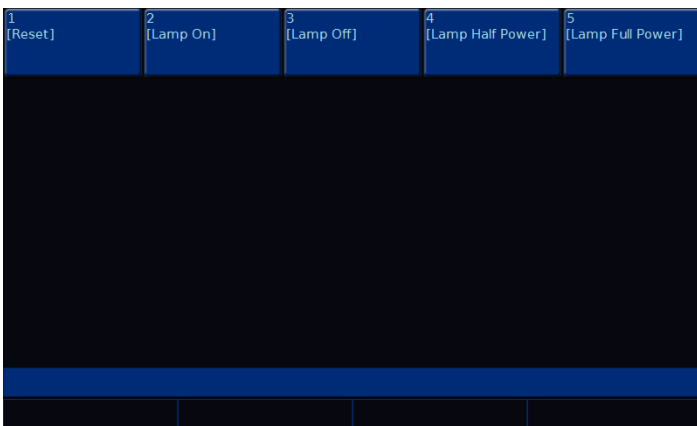 1
[Reset]
2
[Lamp On]
3
[Lamp Off]
4
[Lamp Half Power]
5
[Lamp Full Power]